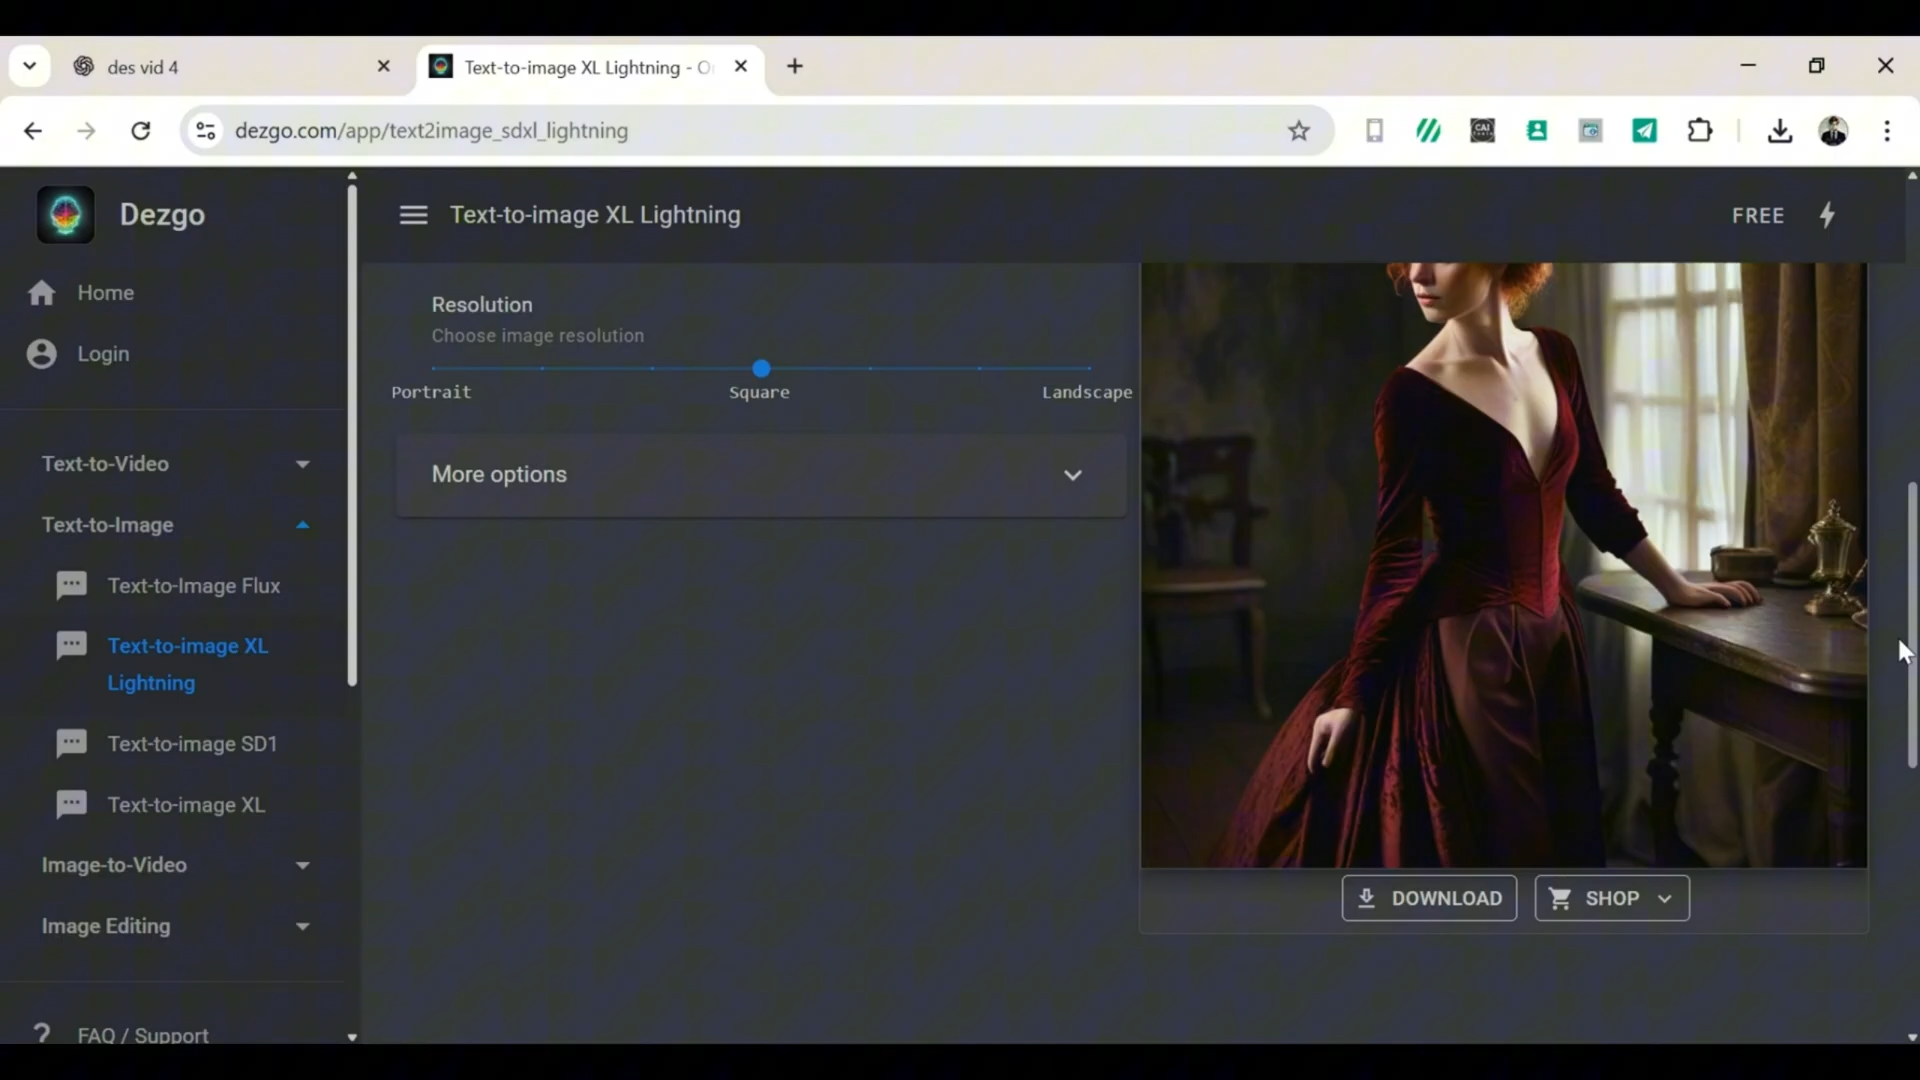 des vid 4
Text-to-image XL Lightning - O
dezgo.com/app/text2image_sdxl_lightning
CAI
Dezgo
Text-to-image XL Lightning
FREE
Home
Login
Text-to-Video
Text-to-Image
Text-to-Image Flux
Text-to-image XL
Lightning
Text-to-image SD1
Text-to-image XL
Image-to-Video
Image Editing
FAQ / Support
Resolution
Choose image resolution
Portrait
Square
Landscape
More options
DOWNLOAD
SHOP